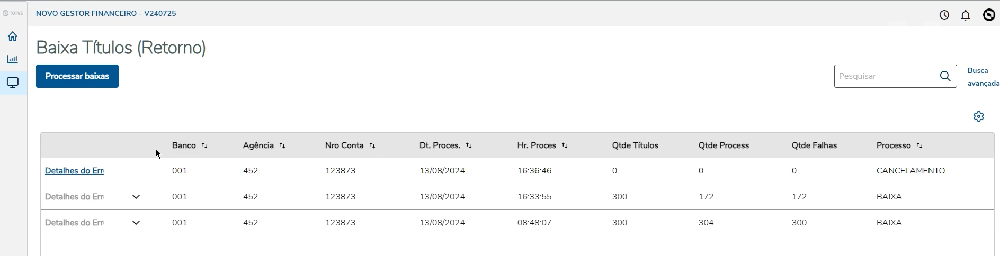 TOTVS
NOVO GESTOR FINANCEIRO - V240725
Baixa Títulos (Retorno)
Processar baixas
Pesquisar
Busca
avançada
Banco Agência Nro Conta Dt. Proces. Hr. Proces Qtde Títulos Qtde Process Qtde Falhas Processo
Detalhes do Erro 001 452 123873 13/08/2024 16:36:46 0 0 0 CANCELAMENTO
Detalhes do Erro 001 452 123873 13/08/2024 16:33:55 300 172 172 BAIXA
Detalhes do Erro 001 452 123873 13/08/2024 08:48:07 300 304 300 BAIXA